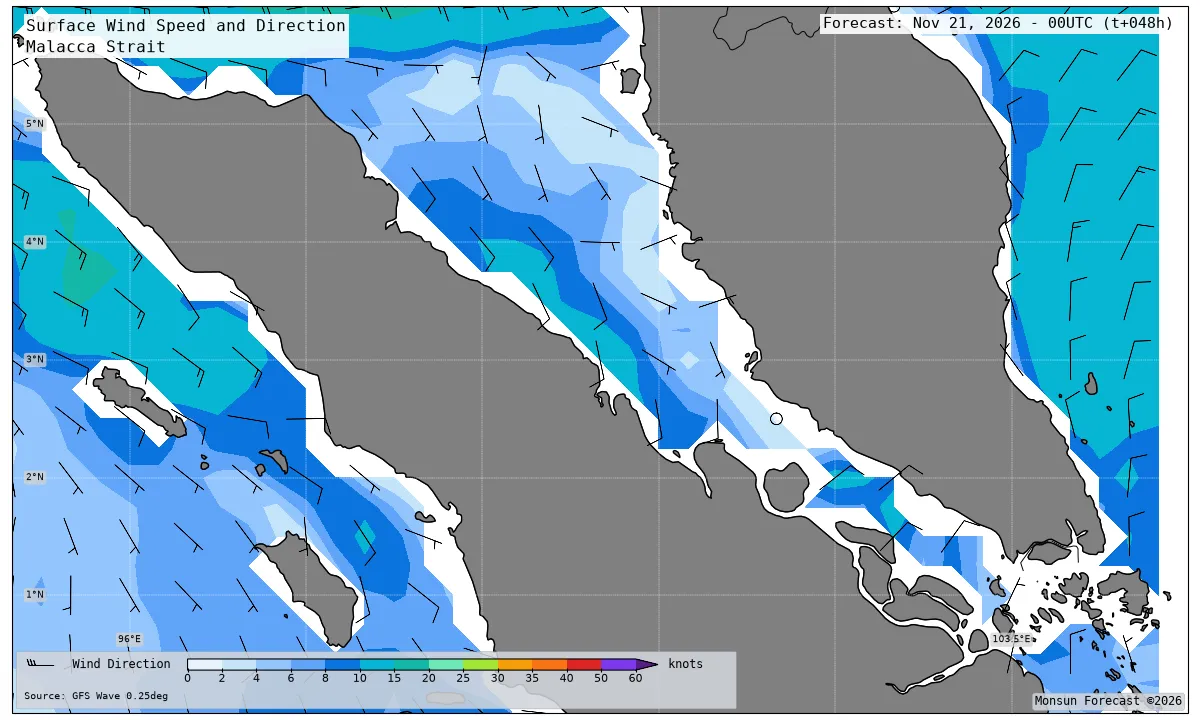 Surface Wind Speed and Direction
Malacca Strait
Forecast: Nov 21, 2026 - 00UTC (t+048h)
5°N
4°N
3°N
2°N
1°N
96°E
103.5°E
Wind Direction
0 2 4 6 8 10 15 20 25 30 35 40 50 60
knots
Source: GFS Wave 0.25deg
Monsun Forecast ©2026